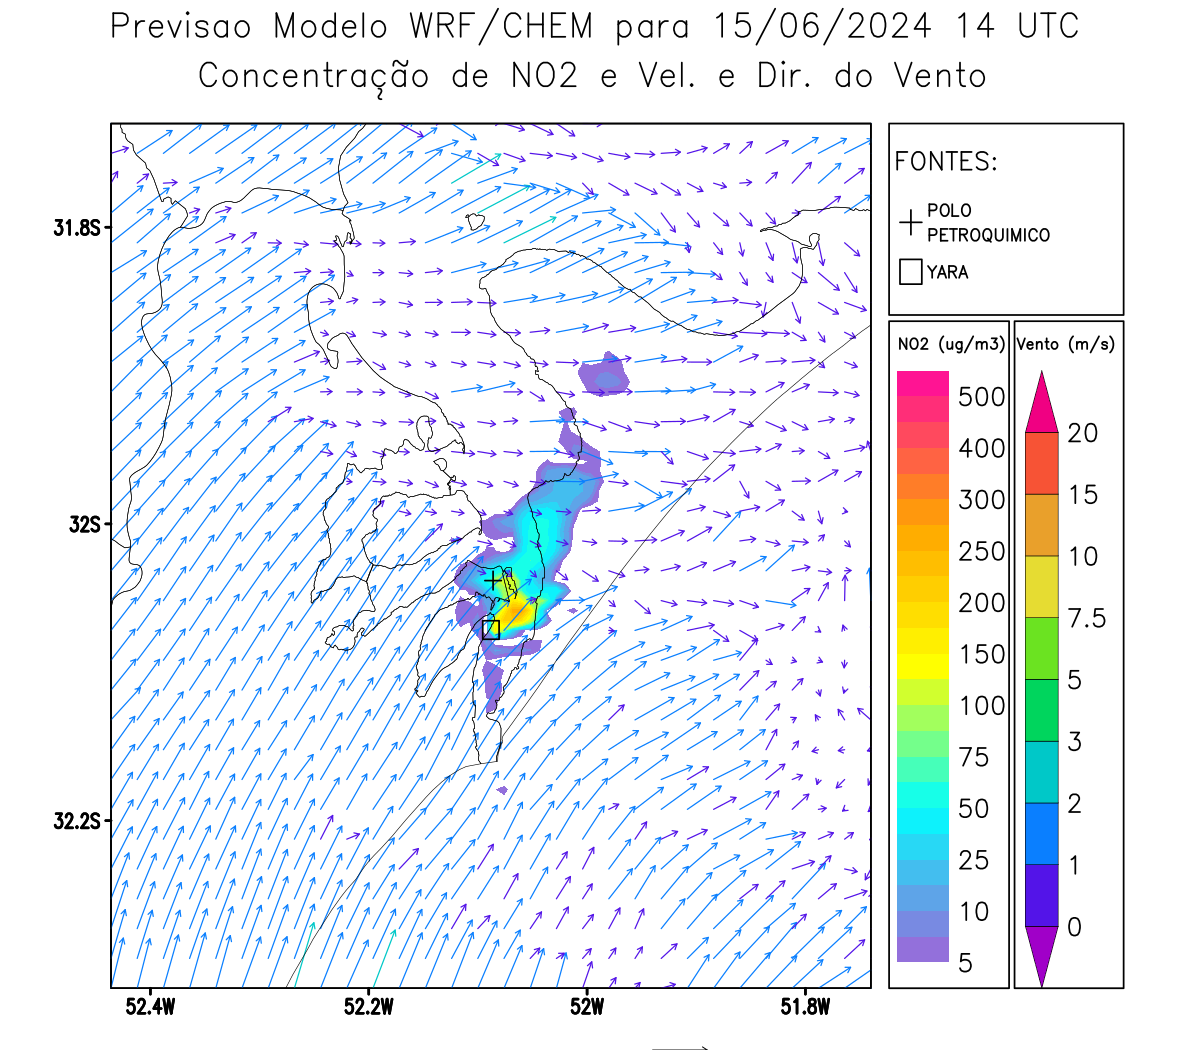 Previsao Modelo WRF/CHEM para 15/06/2024 14 UTC
Concentração de NO2 e Vel. e Dir. do Vento
FONTES:
POLO
PETROQUIMICO
YARA
NO2 (ug/m3)
500
400
300
250
200
150
100
75
50
25
10
5
Vento (m/s)
20
15
10
7.5
5
3
2
1
0
31.8S
32S
32.2S
52.4W
52.2W
52W
51.8W